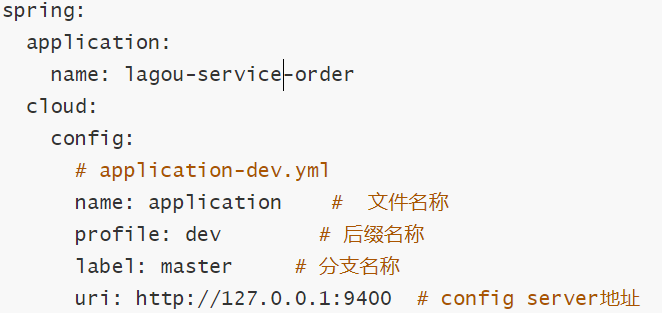 spring:
  application:
    name: lagou-service-order
  cloud:
    config:
      # application-dev.yml
      name: application    #  文件名称
      profile: dev        # 后缀名称
      label: master     # 分支名称
      uri: http://127.0.0.1:9400  # config server地址